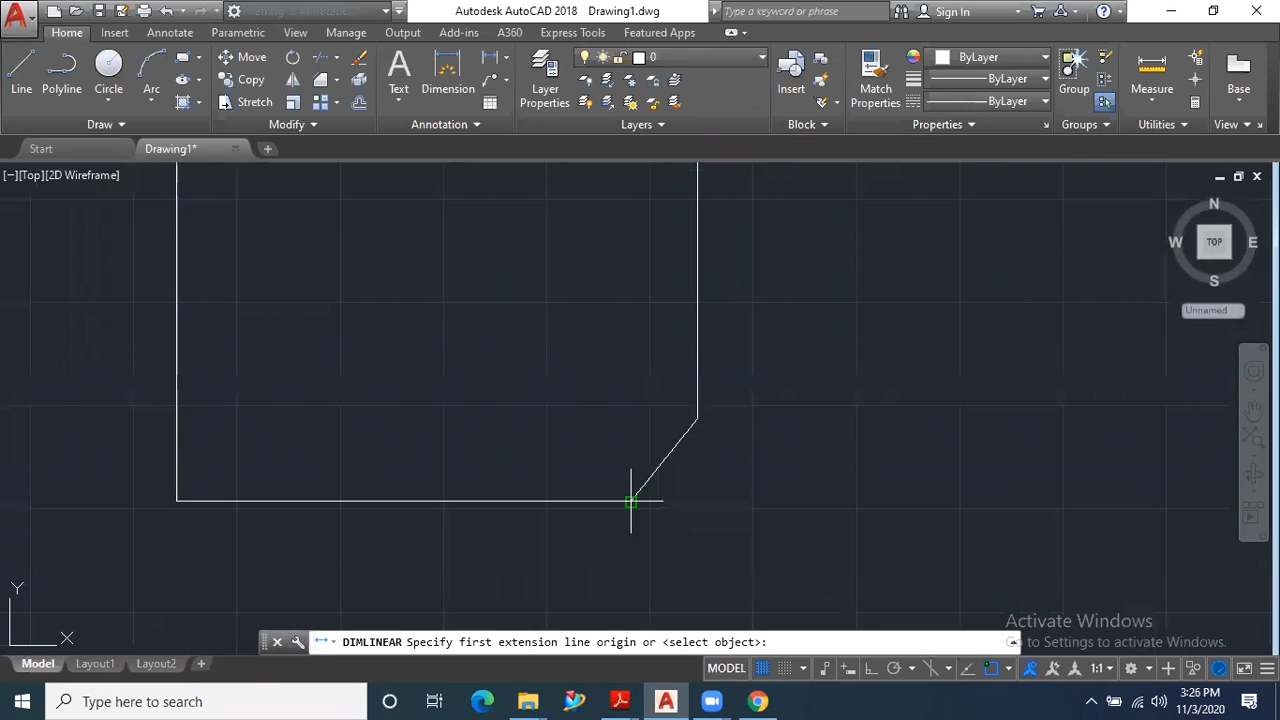 Autodesk AutoCAD 2018 Drawing1.dwg
Type a keyword or phrase
Sign In
Home Insert Annotate Parametric View Manage Output Add-ins A360 Express Tools Featured Apps
Line Polyline Circle Arc
Move
Copy
Stretch
Text Dimension
Layer Properties
0
Insert
Match Properties
ByLayer
ByLayer
ByLayer
Group
Measure
Base
Draw Modify Annotation Layers Block Properties Groups Utilities View
Start Drawing1*
[−][Top][2D Wireframe]
N
W TOP E
S
Unnamed
Y
X
Activate Windows
Go to Settings to activate Windows.
DIMLINEAR Specify first extension line origin or <select object>:
Model Layout1 Layout2
MODEL 1:1
Type here to search
3:26 PM
11/3/2020